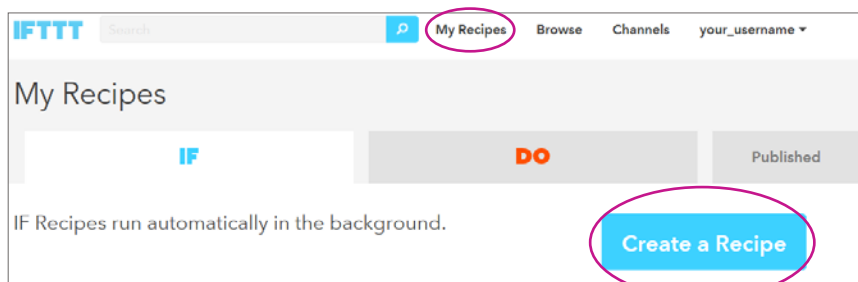 IFTTT Search My Recipes Browse Channels your_username
My Recipes
IF DO Published
IF Recipes run automatically in the background.
Create a Recipe